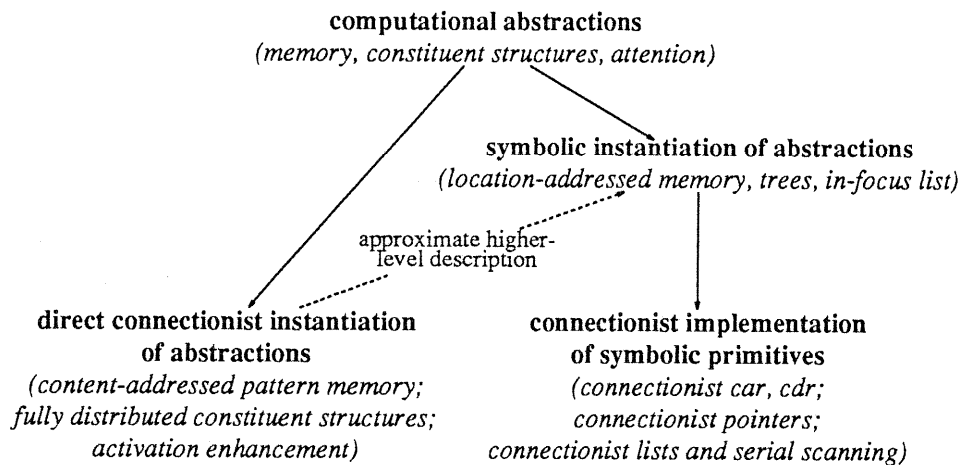 computational abstractions
(memory, constituent structures, attention)
symbolic instantiation of abstractions
(location-addressed memory, trees, in-focus list)
approximate higher-
level description
direct connectionist instantiation
of abstractions
(content-addressed pattern memory;
fully distributed constituent structures;
activation enhancement)
connectionist implementation
of symbolic primitives
(connectionist car, cdr;
connectionist pointers;
connectionist lists and serial scanning)